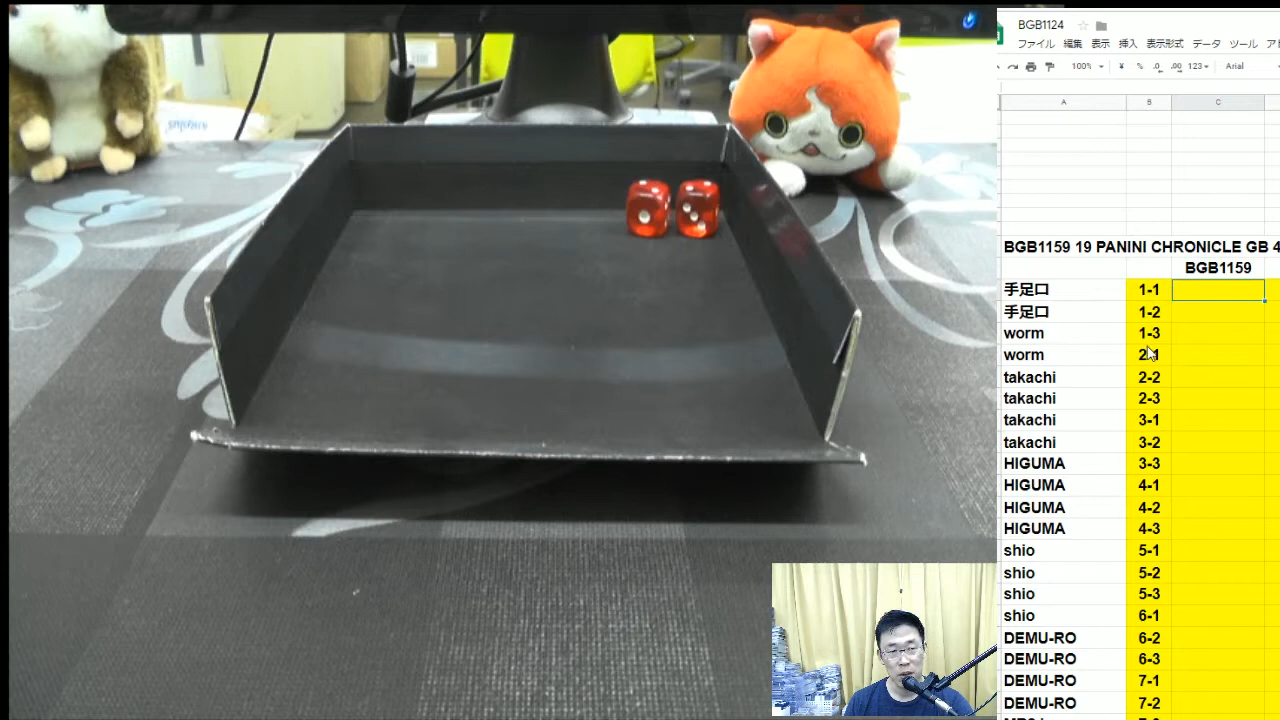 BGB1124
ファイル 編集 表示 挿入 表示形式 データ ツール
100% ¥ % .0 .00 123 Arial
A B C
BGB1159 19 PANINI CHRONICLE GB 4
BGB1159
手足口 1-1
手足口 1-2
worm 1-3
worm
takachi 2-2
takachi 2-3
takachi 3-1
takachi 3-2
HIGUMA 3-3
HIGUMA 4-1
HIGUMA 4-2
HIGUMA 4-3
shio 5-1
shio 5-2
shio 5-3
shio 6-1
DEMU-RO 6-2
DEMU-RO 6-3
DEMU-RO 7-1
DEMU-RO 7-2